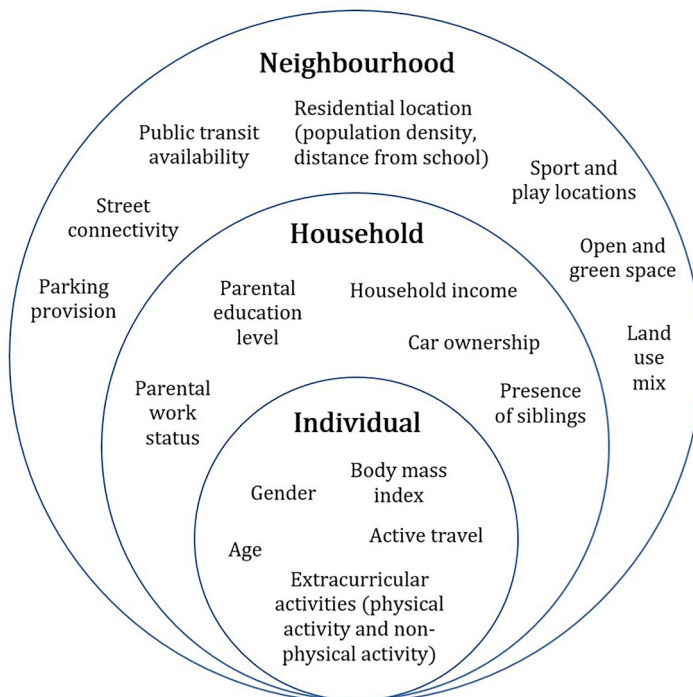 Neighbourhood
Residential location
(population density,
distance from school)
Public transit
availability
Sport and
play locations
Street
connectivity
Open and
green space
Parking
provision
Land
use
mix
Household
Parental
education
level
Household income
Car ownership
Parental
work
status
Presence
of siblings
Individual
Body mass
index
Gender
Active travel
Age
Extracurricular
activities (physical
activity and non-
physical activity)